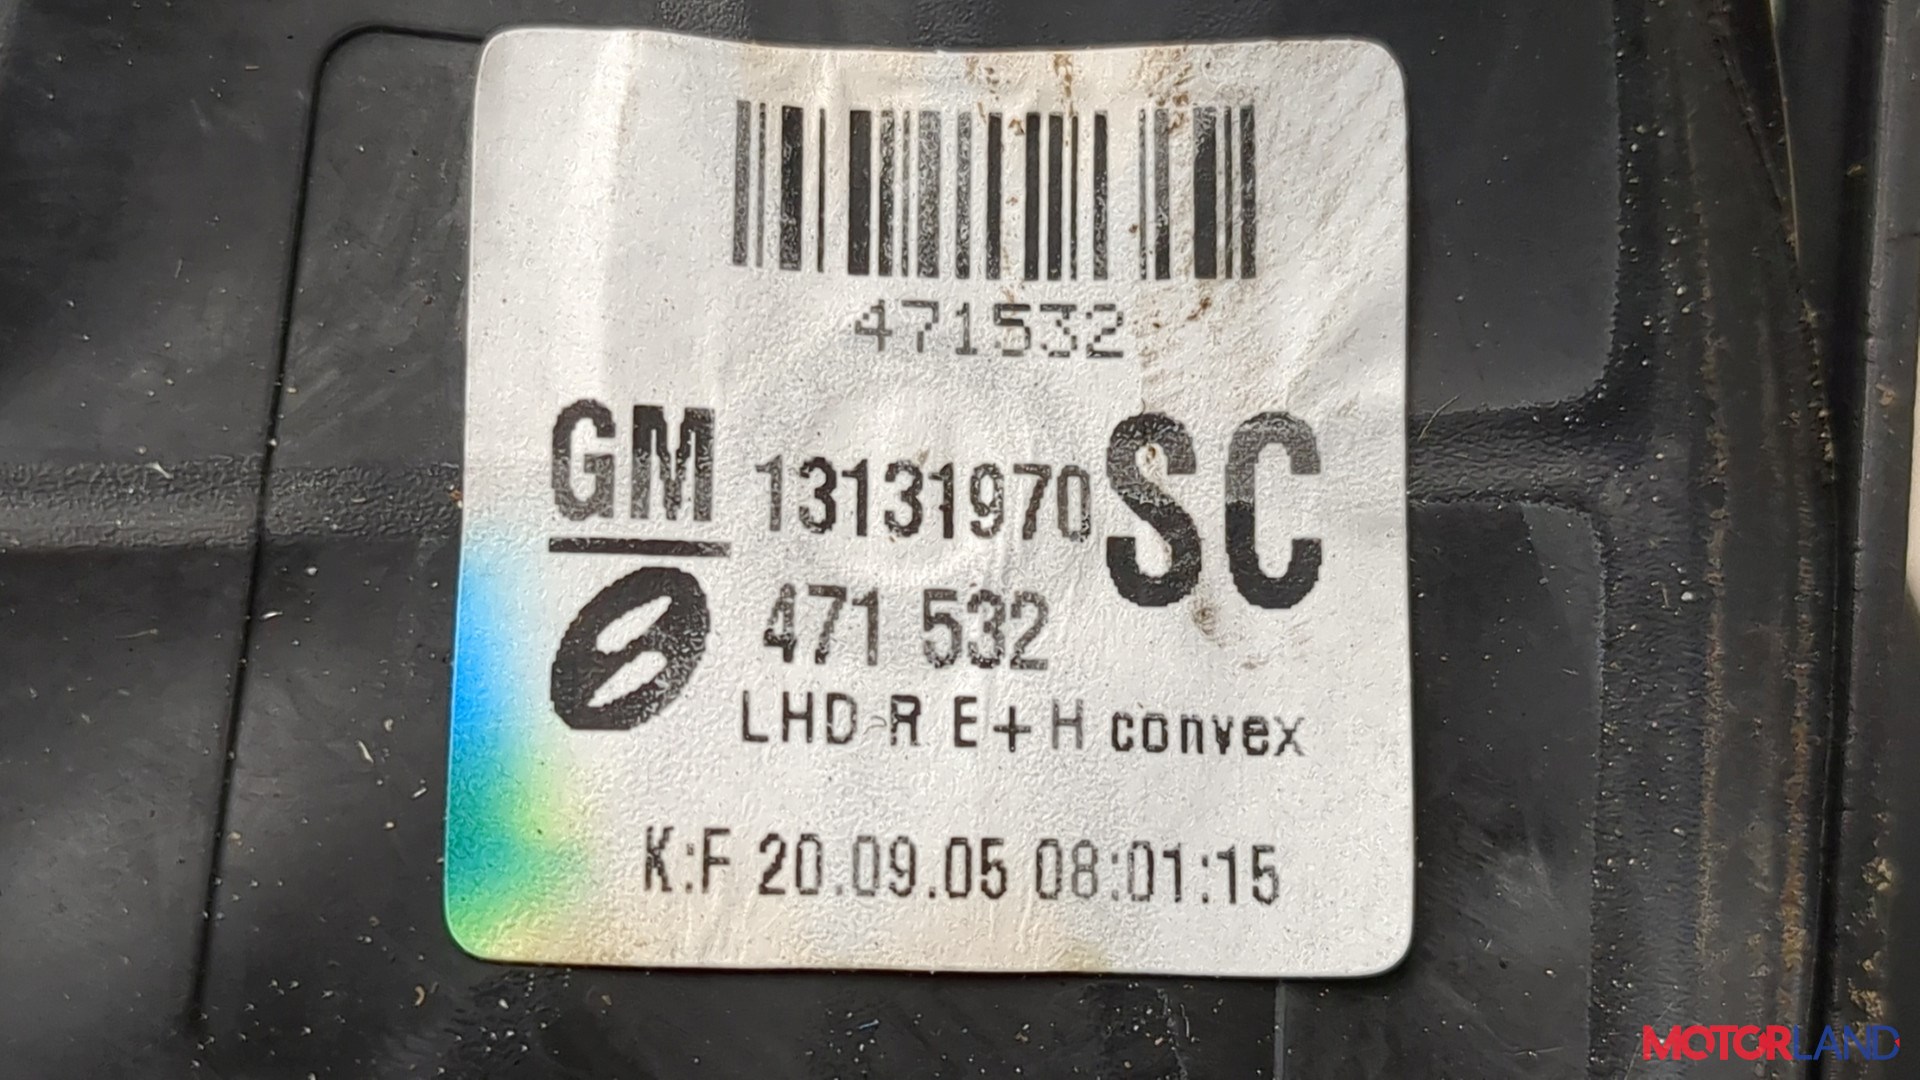 471532
GM 13131970 SC
471 532
LHD-R E+H convex
K:F 20.09.05 08:01:15
MOTORLAND